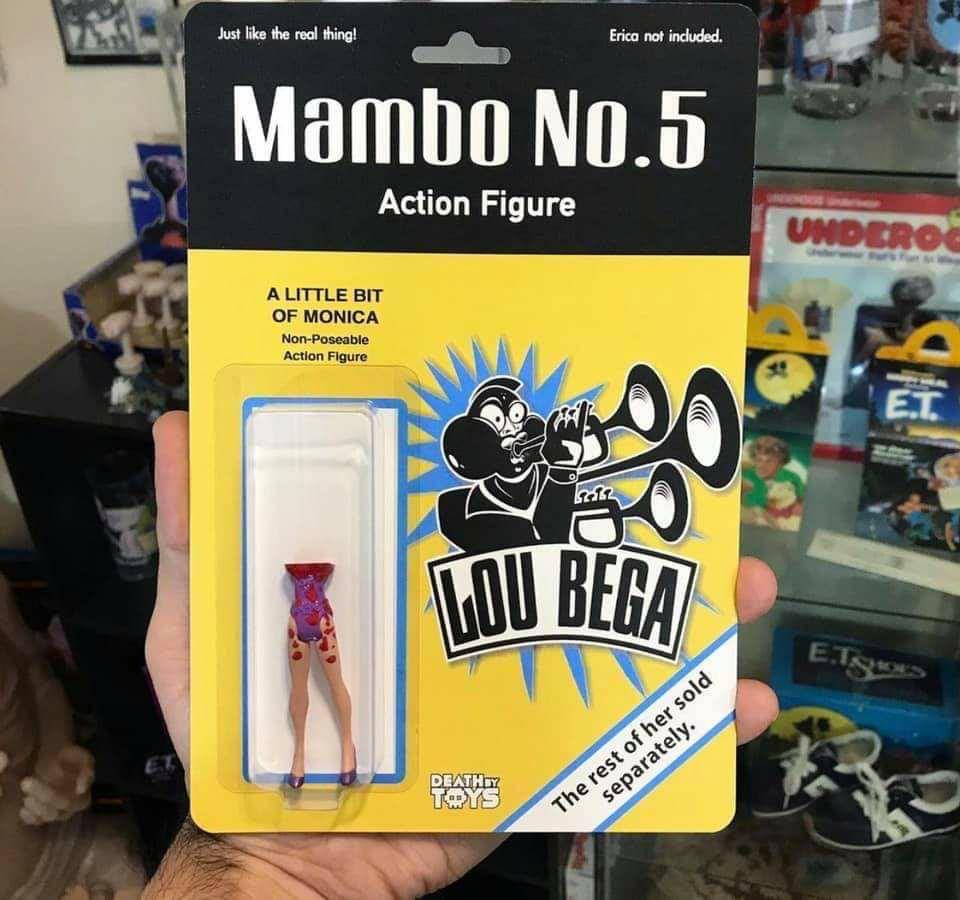 Just like the real thing!
Erica not included.
Mambo No.5
Action Figure
A LITTLE BIT
OF MONICA
Non-Poseable
Action Figure
LOU BEGA
The rest of her sold
separately.
DEATH BY
TOYS
UNDEROO
E.T.
E.T. SHOES
E.T.